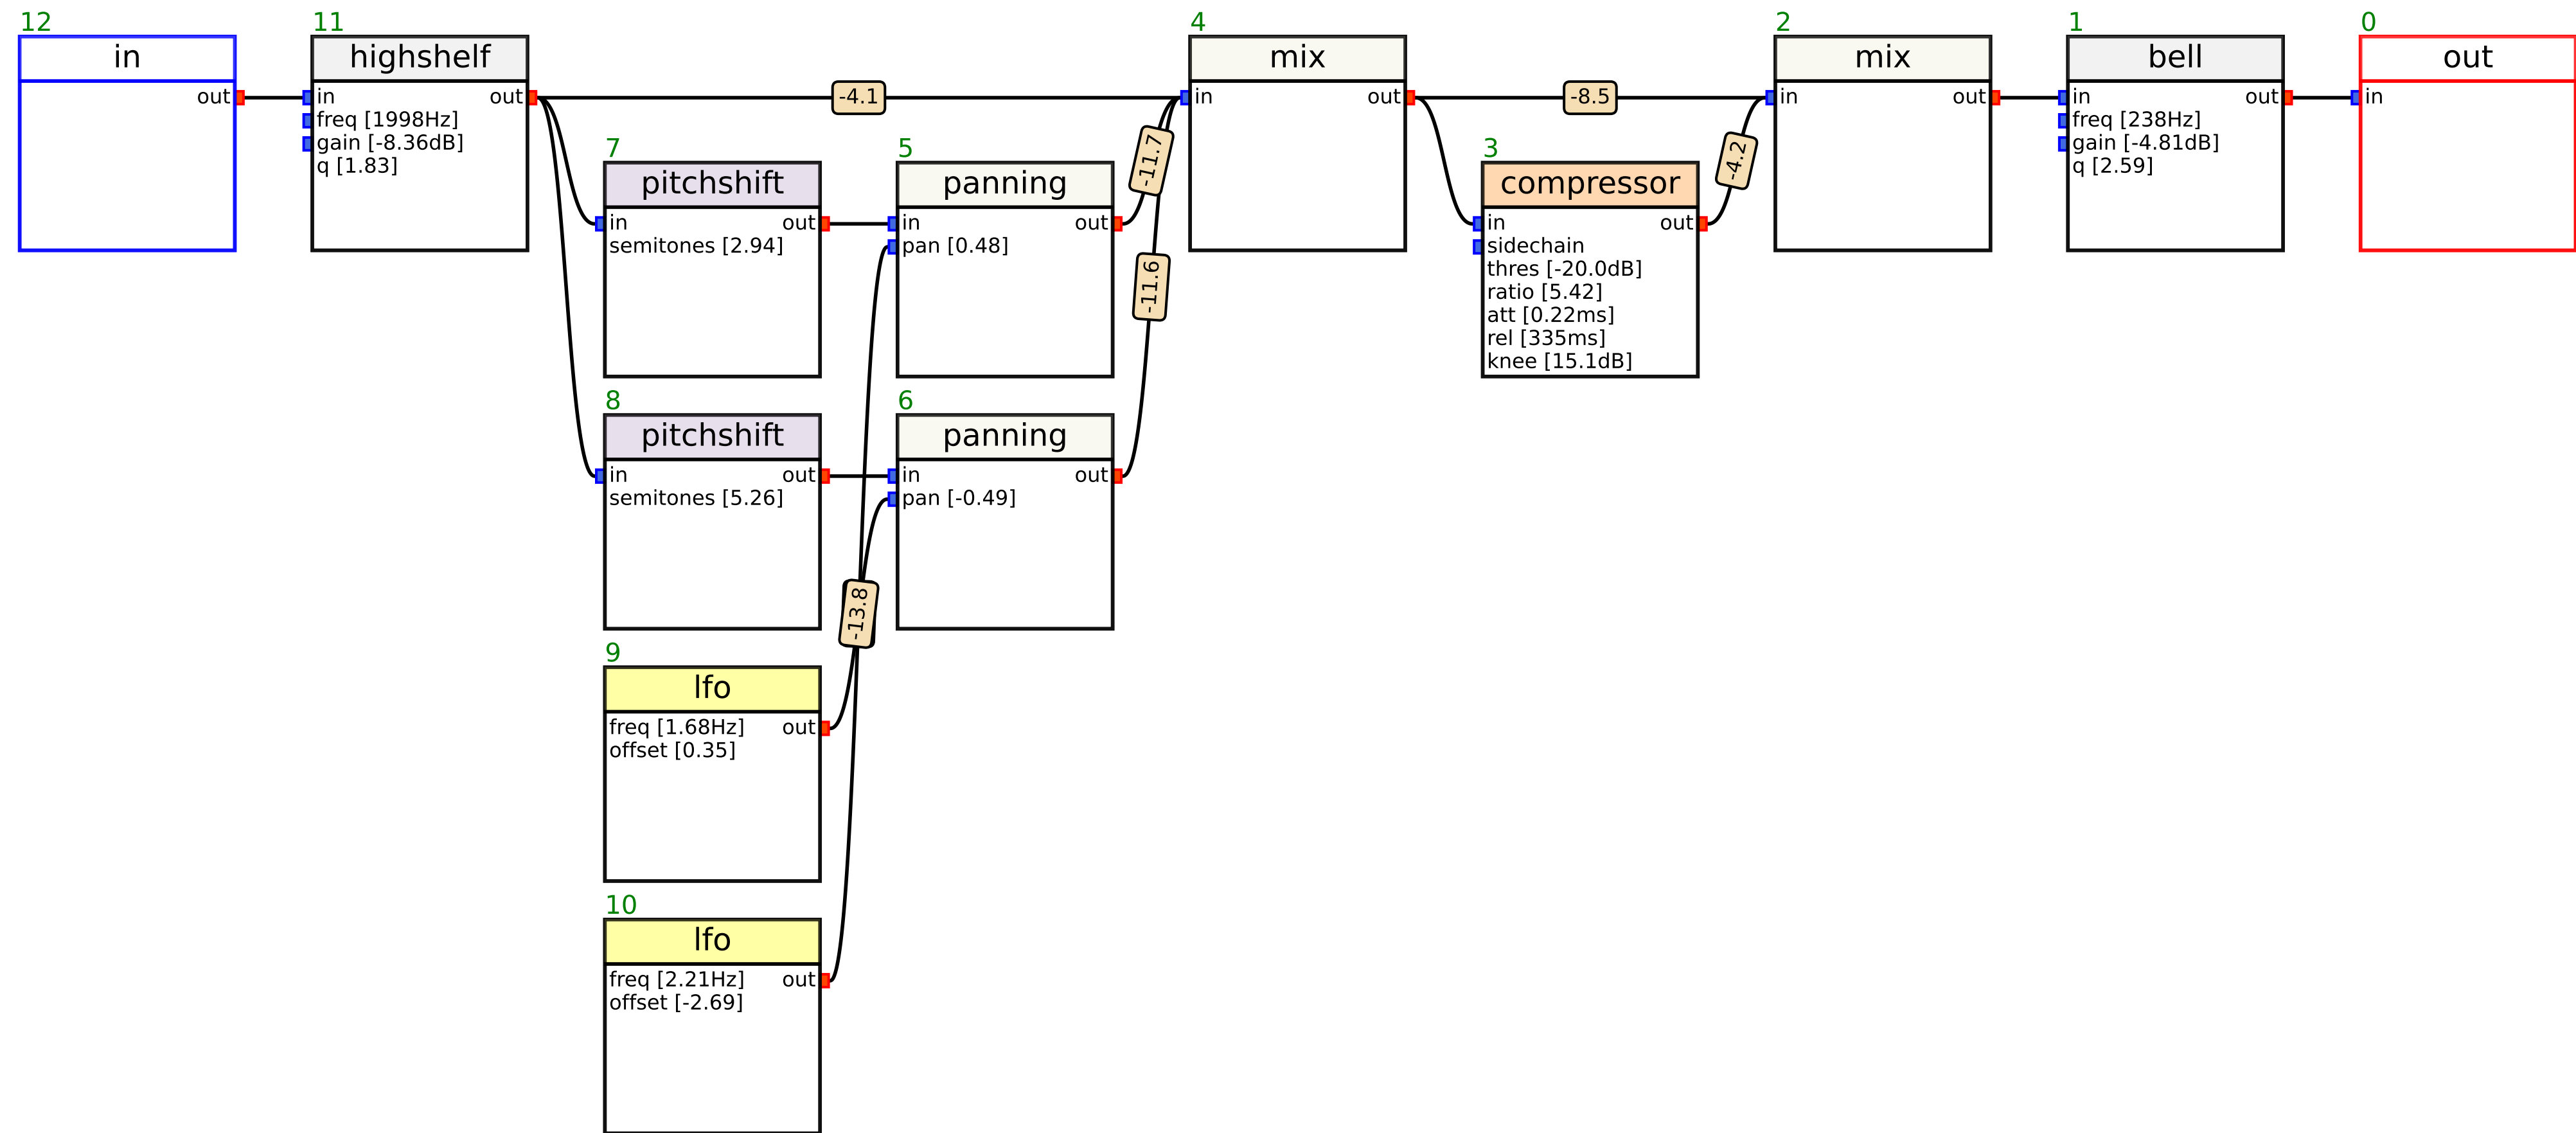 12
in
out
11
highshelf
in
out
freq [1998Hz]
gain [-8.36dB]
q [1.83]
-4.1
7
pitchshift
in
out
semitones [2.94]
5
panning
in
out
pan [0.48]
-11.7
-11.6
8
pitchshift
in
out
semitones [5.26]
6
panning
in
out
pan [-0.49]
-13.8
9
lfo
freq [1.68Hz]
out
offset [0.35]
10
lfo
freq [2.21Hz]
out
offset [-2.69]
4
mix
in
out
-8.5
3
compressor
in
out
sidechain
thres [-20.0dB]
ratio [5.42]
att [0.22ms]
rel [335ms]
knee [15.1dB]
-4.2
2
mix
in
out
1
bell
in
out
freq [238Hz]
gain [-4.81dB]
q [2.59]
0
out
in